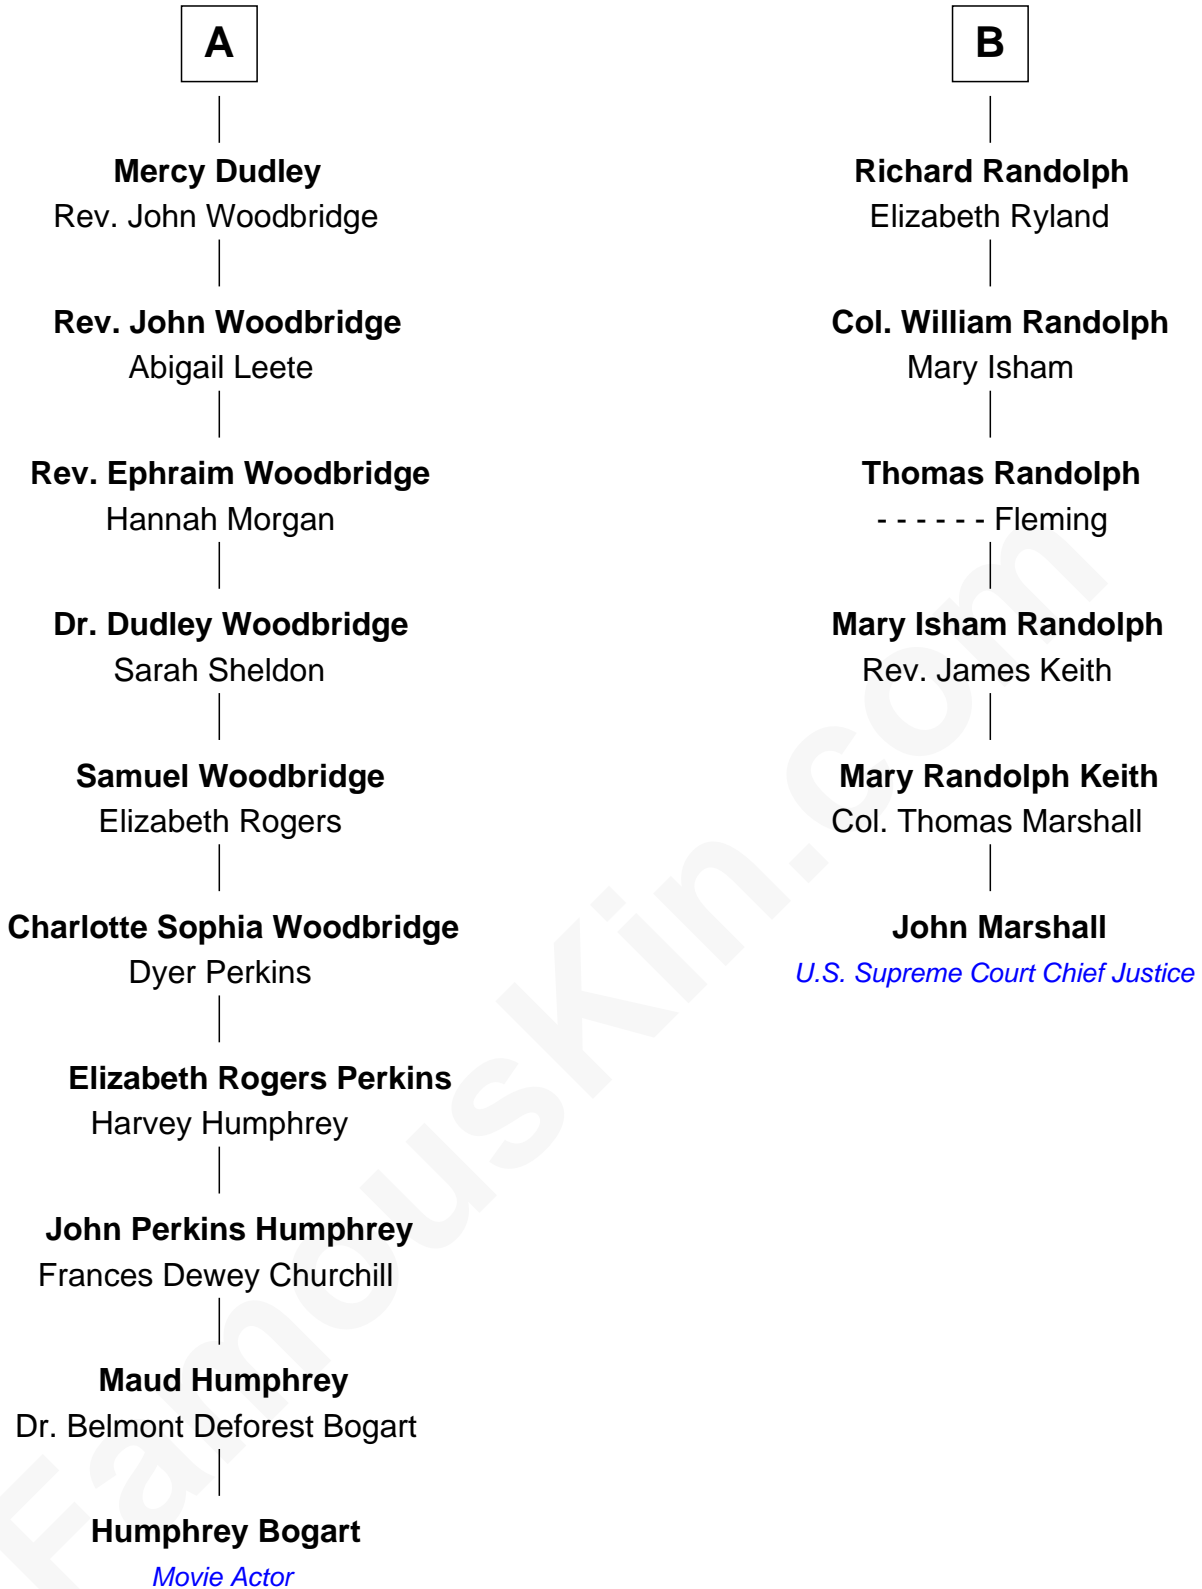 A
Mercy Dudley
Rev. John Woodbridge
Rev. John Woodbridge
Abigail Leete
Rev. Ephraim Woodbridge
Hannah Morgan
Dr. Dudley Woodbridge
Sarah Sheldon
Samuel Woodbridge
Elizabeth Rogers
Charlotte Sophia Woodbridge
Dyer Perkins
Elizabeth Rogers Perkins
Harvey Humphrey
John Perkins Humphrey
Frances Dewey Churchill
Maud Humphrey
Dr. Belmont Deforest Bogart
Humphrey Bogart
Movie Actor
B
Richard Randolph
Elizabeth Ryland
Col. William Randolph
Mary Isham
Thomas Randolph
- - - - - - Fleming
Mary Isham Randolph
Rev. James Keith
Mary Randolph Keith
Col. Thomas Marshall
John Marshall
U.S. Supreme Court Chief Justice
FamousKin.com